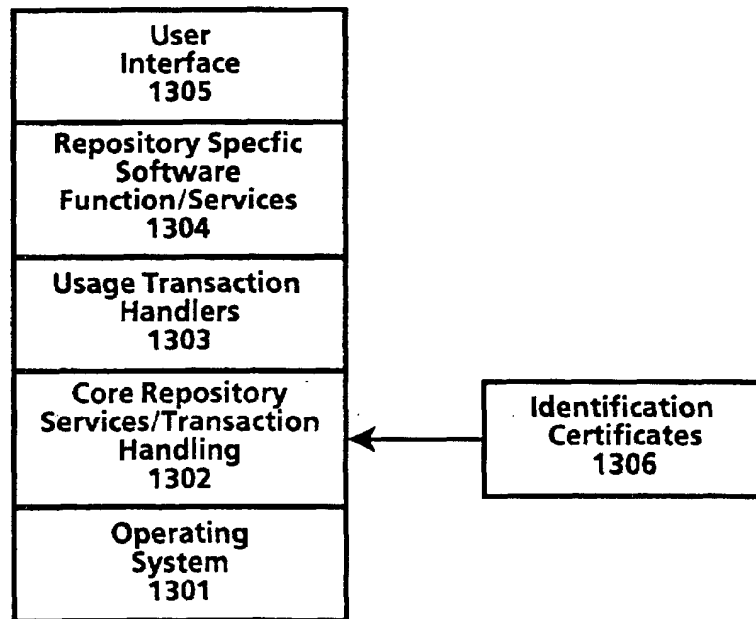 User
Interface
1305
Repository Specfic
Software
Function/Services
1304
Usage Transaction
Handlers
1303
Core Repository
Services/Transaction
Handling
1302
Identification
Certificates
1306
Operating
System
1301